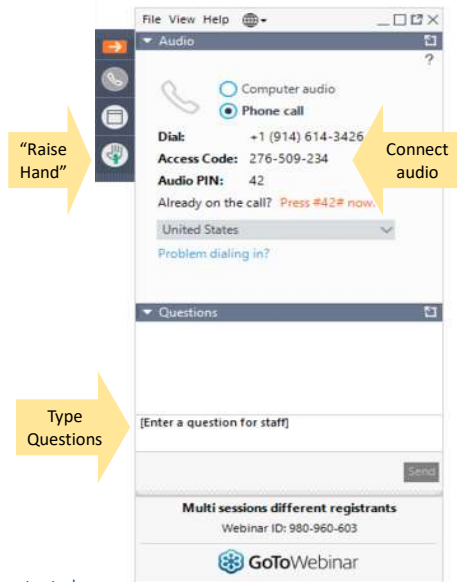 File View Help
Audio
?
Computer audio
Phone call
Dial: +1 (914) 614-3426
Access Code: 276-509-234
Audio PIN: 42
Already on the call? Press #42# now.
United States
Problem dialing in?
"Raise
Hand"
Connect
audio
Questions
Type
Questions
[Enter a question for staff]
Send
Multi sessions different registrants
Webinar ID: 980-960-603
GoToWebinar